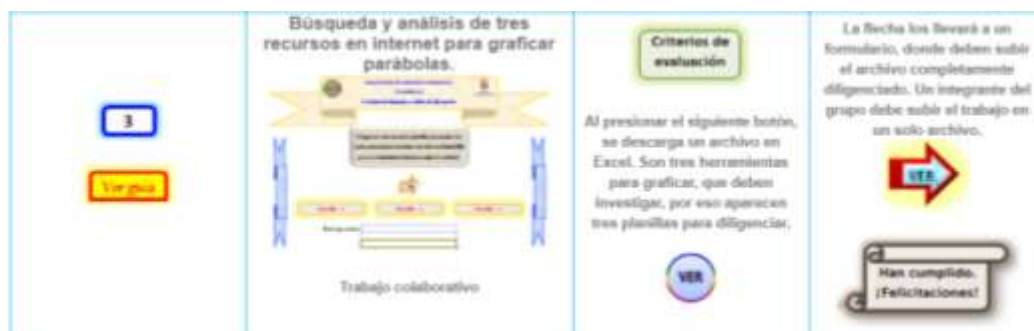 3
Ver guía
Búsqueda y análisis de tres
recursos en internet para graficar
parábolas.
Trabajo colaborativo
Criterios de
evaluación
Al presionar el siguiente botón,
se descarga un archivo en
Excel. Son tres herramientas
para graficar, que deben
investigar, por eso aparecen
tres planillas para diligenciar.
VER
La flecha los llevará a un
formulario, donde deben subir
el archivo completamente
diligenciado. Un integrante del
grupo debe subir el trabajo en
un solo archivo.
VER
Han cumplido.
¡Felicitaciones!